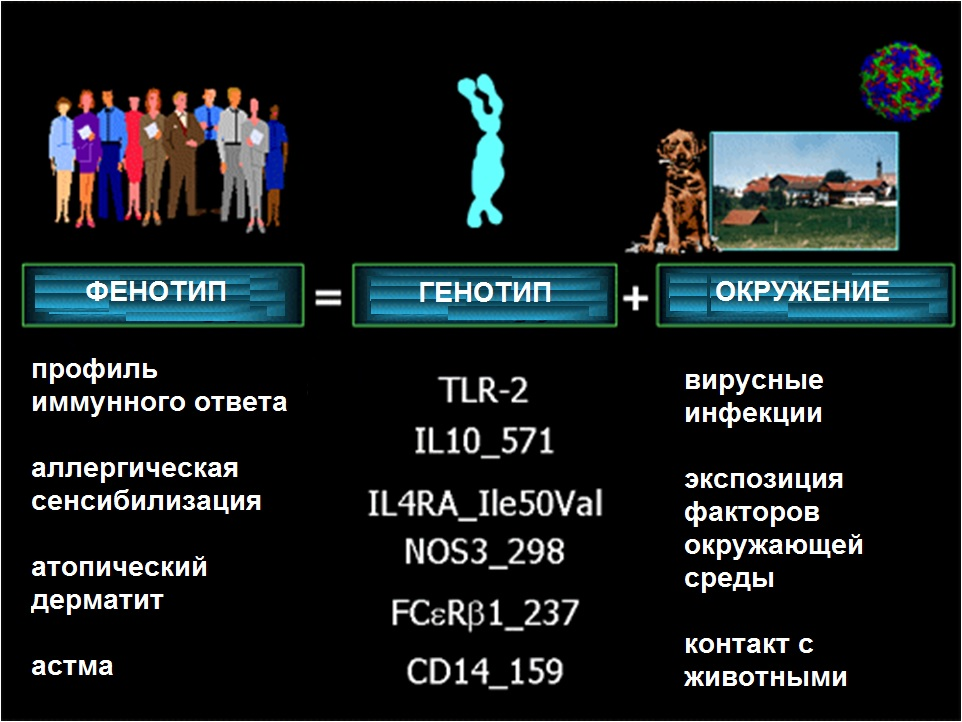 ФЕНОТИП = ГЕНОТИП + ОКРУЖЕНИЕ
профиль
иммунного ответа
аллергическая
сенсибилизация
атопический
дерматит
астма
TLR-2
IL10_571
IL4RA_Ile50Val
NOS3_298
FCεRβ1_237
CD14_159
вирусные
инфекции
экспозиция
факторов
окружающей
среды
контакт с
животными